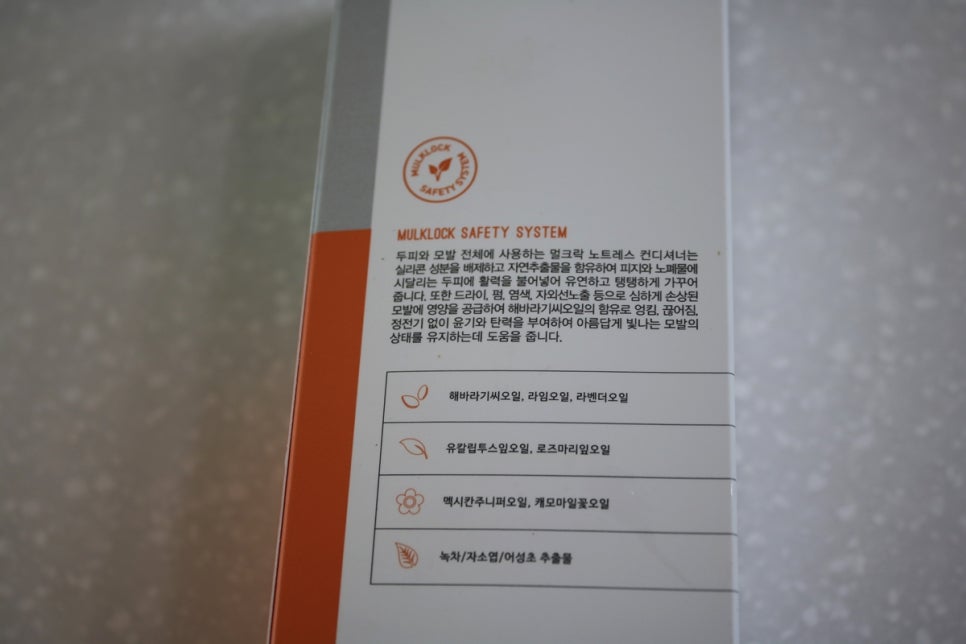 MULKLOCK SAFETY SYSTEM
MULKLOCK SAFETY SYSTEM
두피와 모발 전체에 사용하는 멀크락 노트레스 컨디셔너는
실리콘 성분을 배제하고 자연추출물을 함유하여 피지와 노폐물에
시달리는 두피에 활력을 불어넣어 유연하고 탱탱하게 가꾸어
줍니다. 또한 드라이, 펌, 염색, 자외선노출 등으로 심하게 손상된
모발에 영양을 공급하여 해바라기씨오일의 함유로 엉킴, 끊어짐,
정전기 없이 윤기와 탄력을 부여하여 아름답게 빛나는 모발의
상태를 유지하는데 도움을 줍니다.
해바라기씨오일, 라임오일, 라벤더오일
유칼립투스잎오일, 로즈마리잎오일
멕시칸주니퍼오일, 캐모마일꽃오일
녹차/자소엽/어성초 추출물